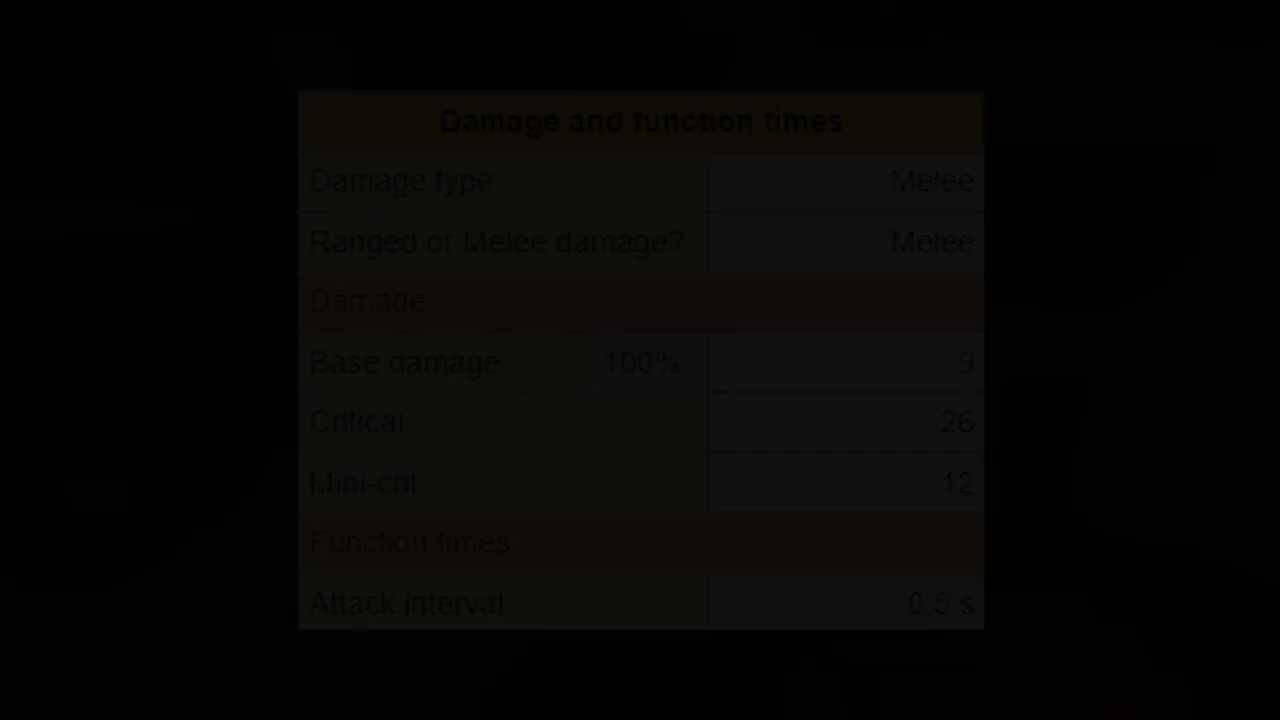 Damage and function times
Damage type Melee
Ranged or Melee damage? Melee
Damage
Base damage 100% 9
Critical 26
Mini-crit 12
Function times
Attack interval 0.5 s